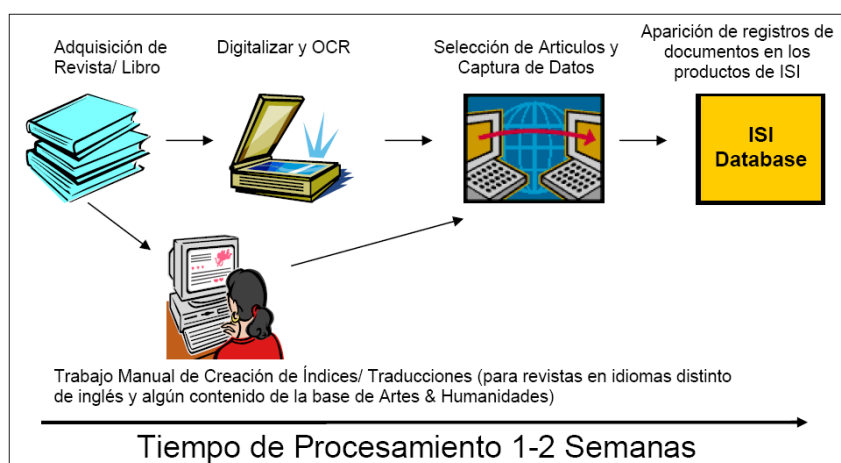 Adquisición de
Revista/ Libro
Digitalizar y OCR
Selección de Articulos y
Captura de Datos
Aparición de registros de
documentos en los
productos de ISI
ISI
Database
Trabajo Manual de Creación de Índices/ Traducciones (para revistas en idiomas distinto
de inglés y algún contenido de la base de Artes & Humanidades)
Tiempo de Procesamiento 1-2 Semanas